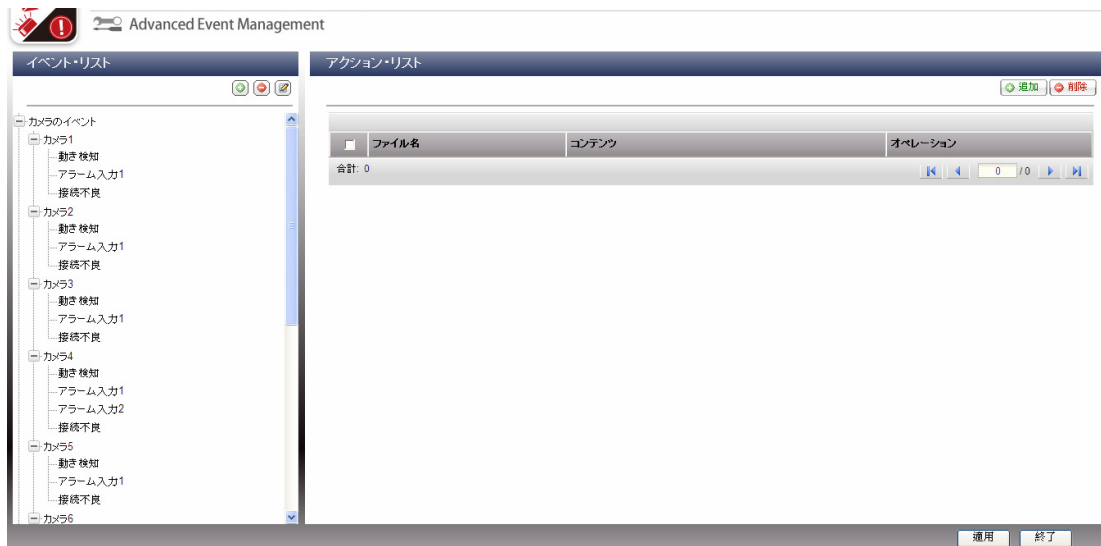 Advanced Event Management
イベント・リスト
カメラのイベント
カメラ1
動き検知
アラーム入力1
接続不良
カメラ2
動き検知
アラーム入力1
接続不良
カメラ3
動き検知
アラーム入力1
接続不良
カメラ4
動き検知
アラーム入力1
アラーム入力2
接続不良
カメラ5
動き検知
アラーム入力1
接続不良
カメラ6
アクション・リスト
追加 削除
ファイル名 コンテンツ オペレーション
合計: 0 0 / 0
適用 終了